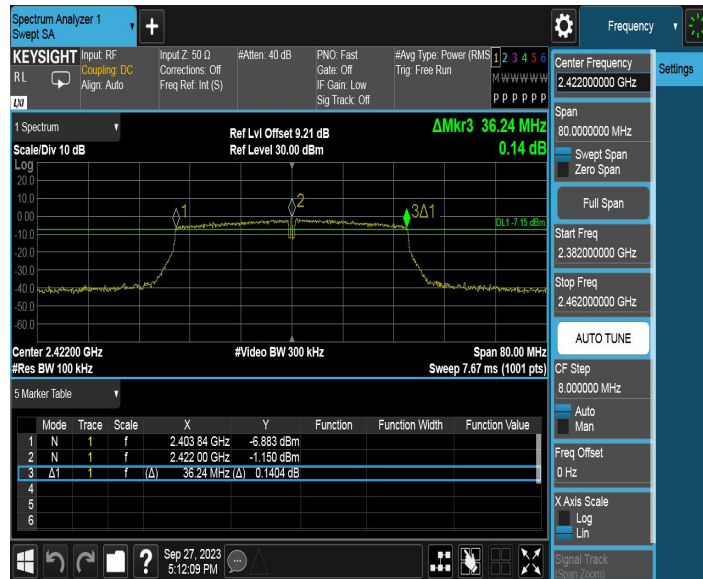 Spectrum Analyzer 1
Swept SA
+
Frequency
KEYSIGHT
RL
LXI
Input: RF
Coupling: DC
Align: Auto
Input Z: 50 Ω
Corrections: Off
Freq Ref: Int (S)
#Atten: 40 dB
PNO: Fast
Gate: Off
IF Gain: Low
Sig Track: Off
#Avg Type: Power (RMS
Trig: Free Run
1 2 3 4 5 6
M W W W W W
P P P P P P
1 Spectrum
Scale/Div 10 dB
Ref Lvl Offset 9.21 dB
Ref Level 30.00 dBm
ΔMkr3 36.24 MHz
0.14 dB
Log
20.0
10.0
0.00
-10.0
-20.0
-30.0
-40.0
-50.0
-60.0
1
2
3Δ1
DL1 -7.15 dBm
Center 2.42200 GHz
#Video BW 300 kHz
Span 80.00 MHz
#Res BW 100 kHz
Sweep 7.67 ms (1001 pts)
5 Marker Table
Mode Trace Scale X Y Function Function Width Function Value
1 N 1 f 2.403 84 GHz -6.883 dBm
2 N 1 f 2.422 00 GHz -1.150 dBm
3 Δ1 1 f (Δ) 36.24 MHz (Δ) 0.1404 dB
4
5
6
?
Sep 27, 2023
5:12:09 PM
Center Frequency
2.422000000 GHz
Settings
Span
80.0000000 MHz
Swept Span
Zero Span
Full Span
Start Freq
2.382000000 GHz
Stop Freq
2.462000000 GHz
AUTO TUNE
CF Step
8.000000 MHz
Auto
Man
Freq Offset
0 Hz
X Axis Scale
Log
Lin
Signal Track
(Span Zoom)